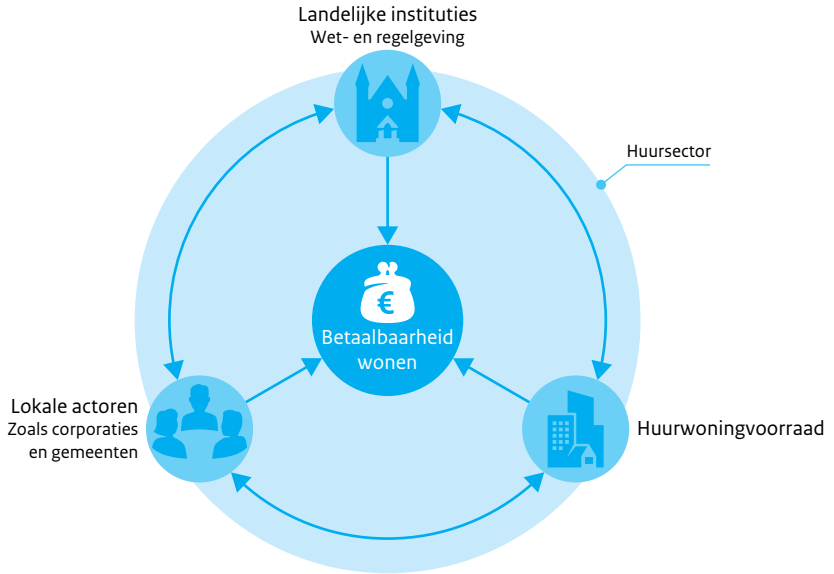 Landelijke instituties
Wet- en regelgeving
Huursector
€
Betaalbaarheid
wonen
Lokale actoren
Zoals corporaties
en gemeenten
Huurwoningvoorraad